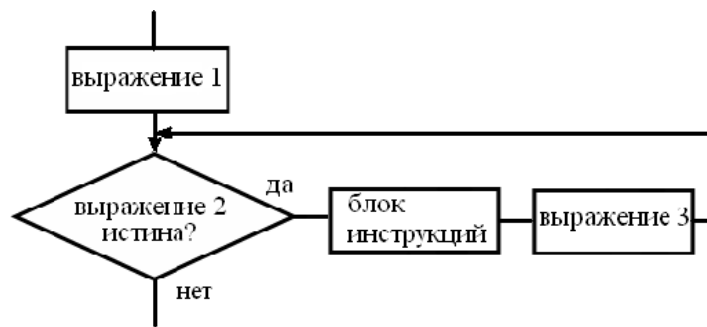 выражение 1
да
выражение 2
истина?
блок
инструкций
выражение 3
нет